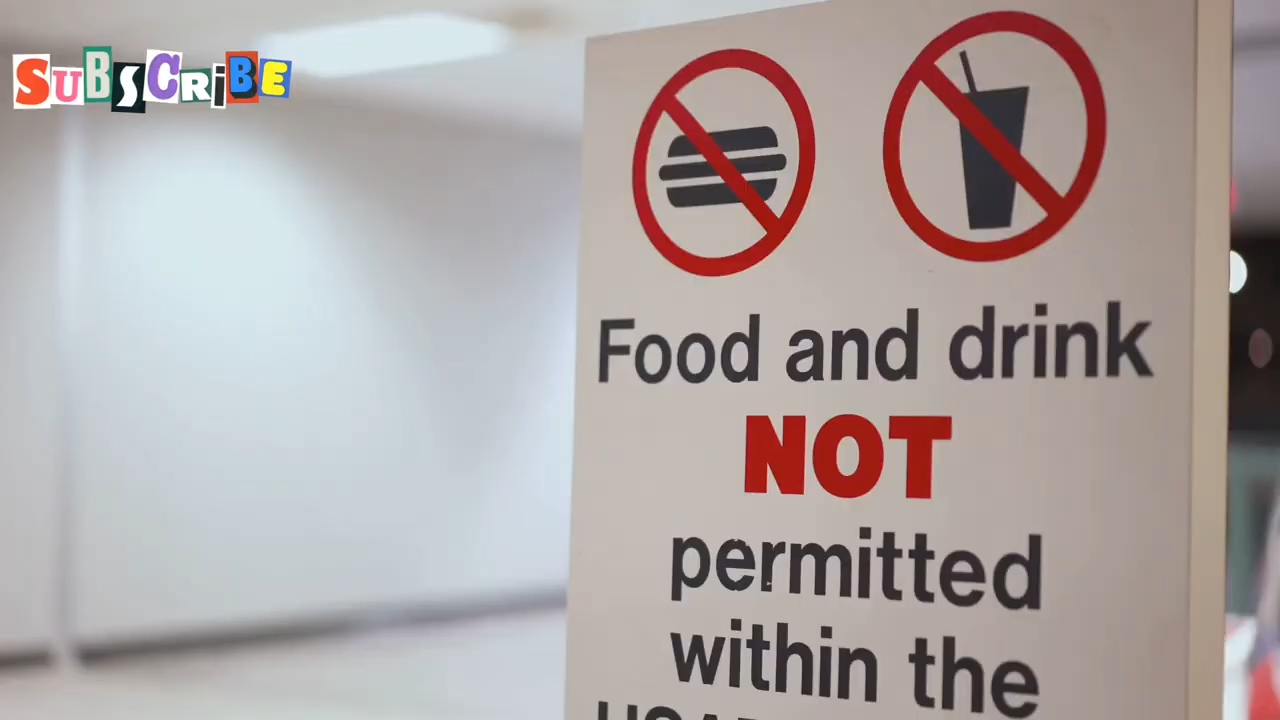 SUBSCRIBE
Food and drink
NOT
permitted
within the